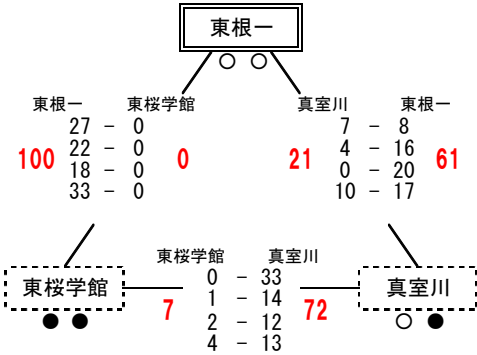 東根一
○ ○
東根一 東桜学館
27 - 0
22 - 0
18 - 0
33 - 0
100 0
真室川 東根一
7 - 8
4 - 16
0 - 20
10 - 17
21 61
東桜学館 真室川
0 - 33
1 - 14
2 - 12
4 - 13
7 72
東桜学館
● ●
真室川
○ ●